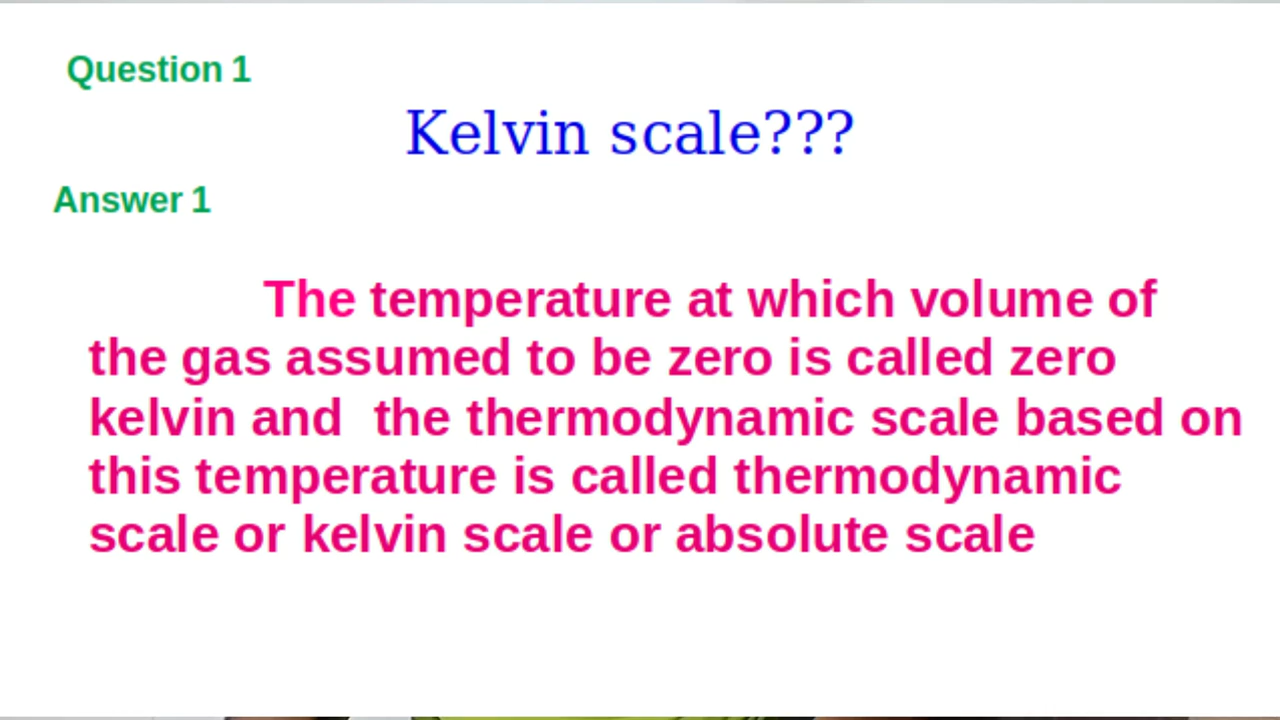 Question 1
Kelvin scale???
Answer 1
The temperature at which volume of
the gas assumed to be zero is called zero
kelvin and  the thermodynamic scale based on
this temperature is called thermodynamic
scale or kelvin scale or absolute scale